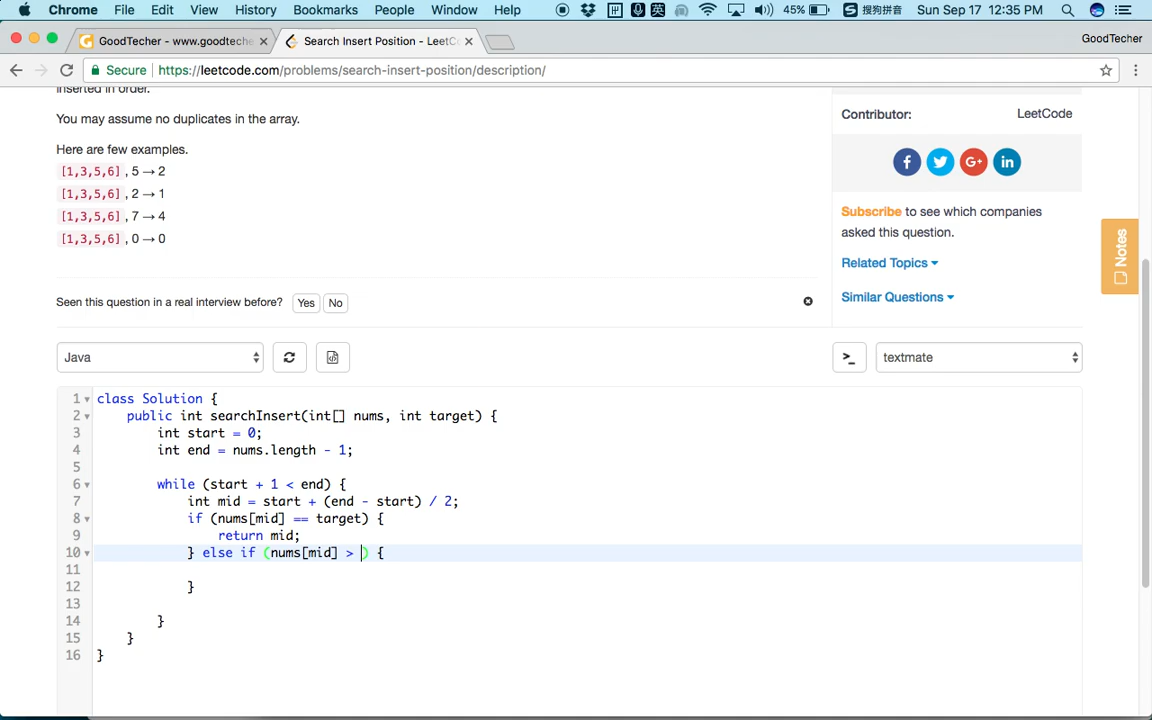 Chrome File Edit View History Bookmarks People Window Help 英 45% 搜狗拼音 Sun Sep 17 12:35 PM
GoodTecher - www.goodteche × Search Insert Position - LeetCo × GoodTecher
Secure https://leetcode.com/problems/search-insert-position/description/
inserted in order.
You may assume no duplicates in the array.
Here are few examples.
[1,3,5,6] , 5 → 2
[1,3,5,6] , 2 → 1
[1,3,5,6] , 7 → 4
[1,3,5,6] , 0 → 0
Seen this question in a real interview before? Yes No
Contributor: LeetCode
f G+ in
Subscribe to see which companies
asked this question.
Related Topics
Similar Questions
Notes
Java >_ textmate
1 class Solution {
2 public int searchInsert(int[] nums, int target) {
3 int start = 0;
4 int end = nums.length - 1;
5
6 while (start + 1 < end) {
7 int mid = start + (end - start) / 2;
8 if (nums[mid] == target) {
9 return mid;
10 } else if (nums[mid] > ) {
11
12 }
13
14 }
15 }
16 }